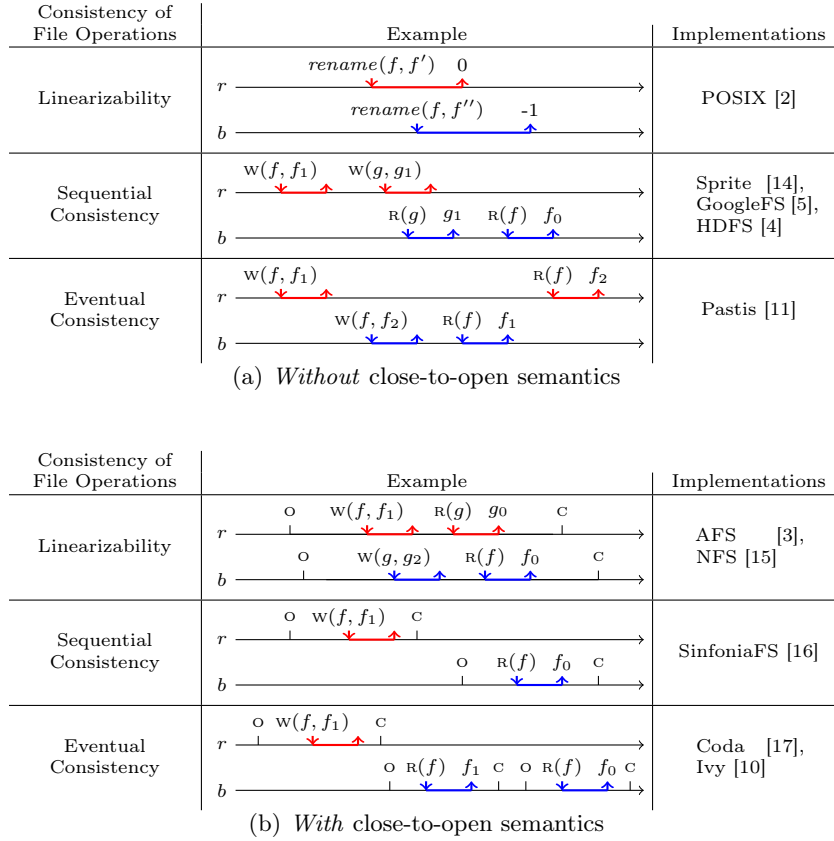 Consistency of
File Operations Example Implementations
rename(f, f′) 0
r
Linearizability POSIX [2]
rename(f, f′′) -1
b
W(f, f₁) W(g, g₁)
r
Sequential Consistency Sprite [14], GoogleFS [5], HDFS [4]
R(g) g₁ R(f) f₀
b
W(f, f₁) R(f) f₂
r
Eventual Consistency Pastis [11]
W(f, f₂) R(f) f₁
b
(a) Without close-to-open semantics
Consistency of
File Operations Example Implementations
O W(f, f₁) R(g) g₀ C
r
Linearizability AFS [3], NFS [15]
O W(g, g₂) R(f) f₀ C
b
O W(f, f₁) C
r
Sequential Consistency SinfoniaFS [16]
O R(f) f₀ C
b
O W(f, f₁) C
r
Eventual Consistency Coda [17], Ivy [10]
O R(f) f₁ C O R(f) f₀ C
b
(b) With close-to-open semantics